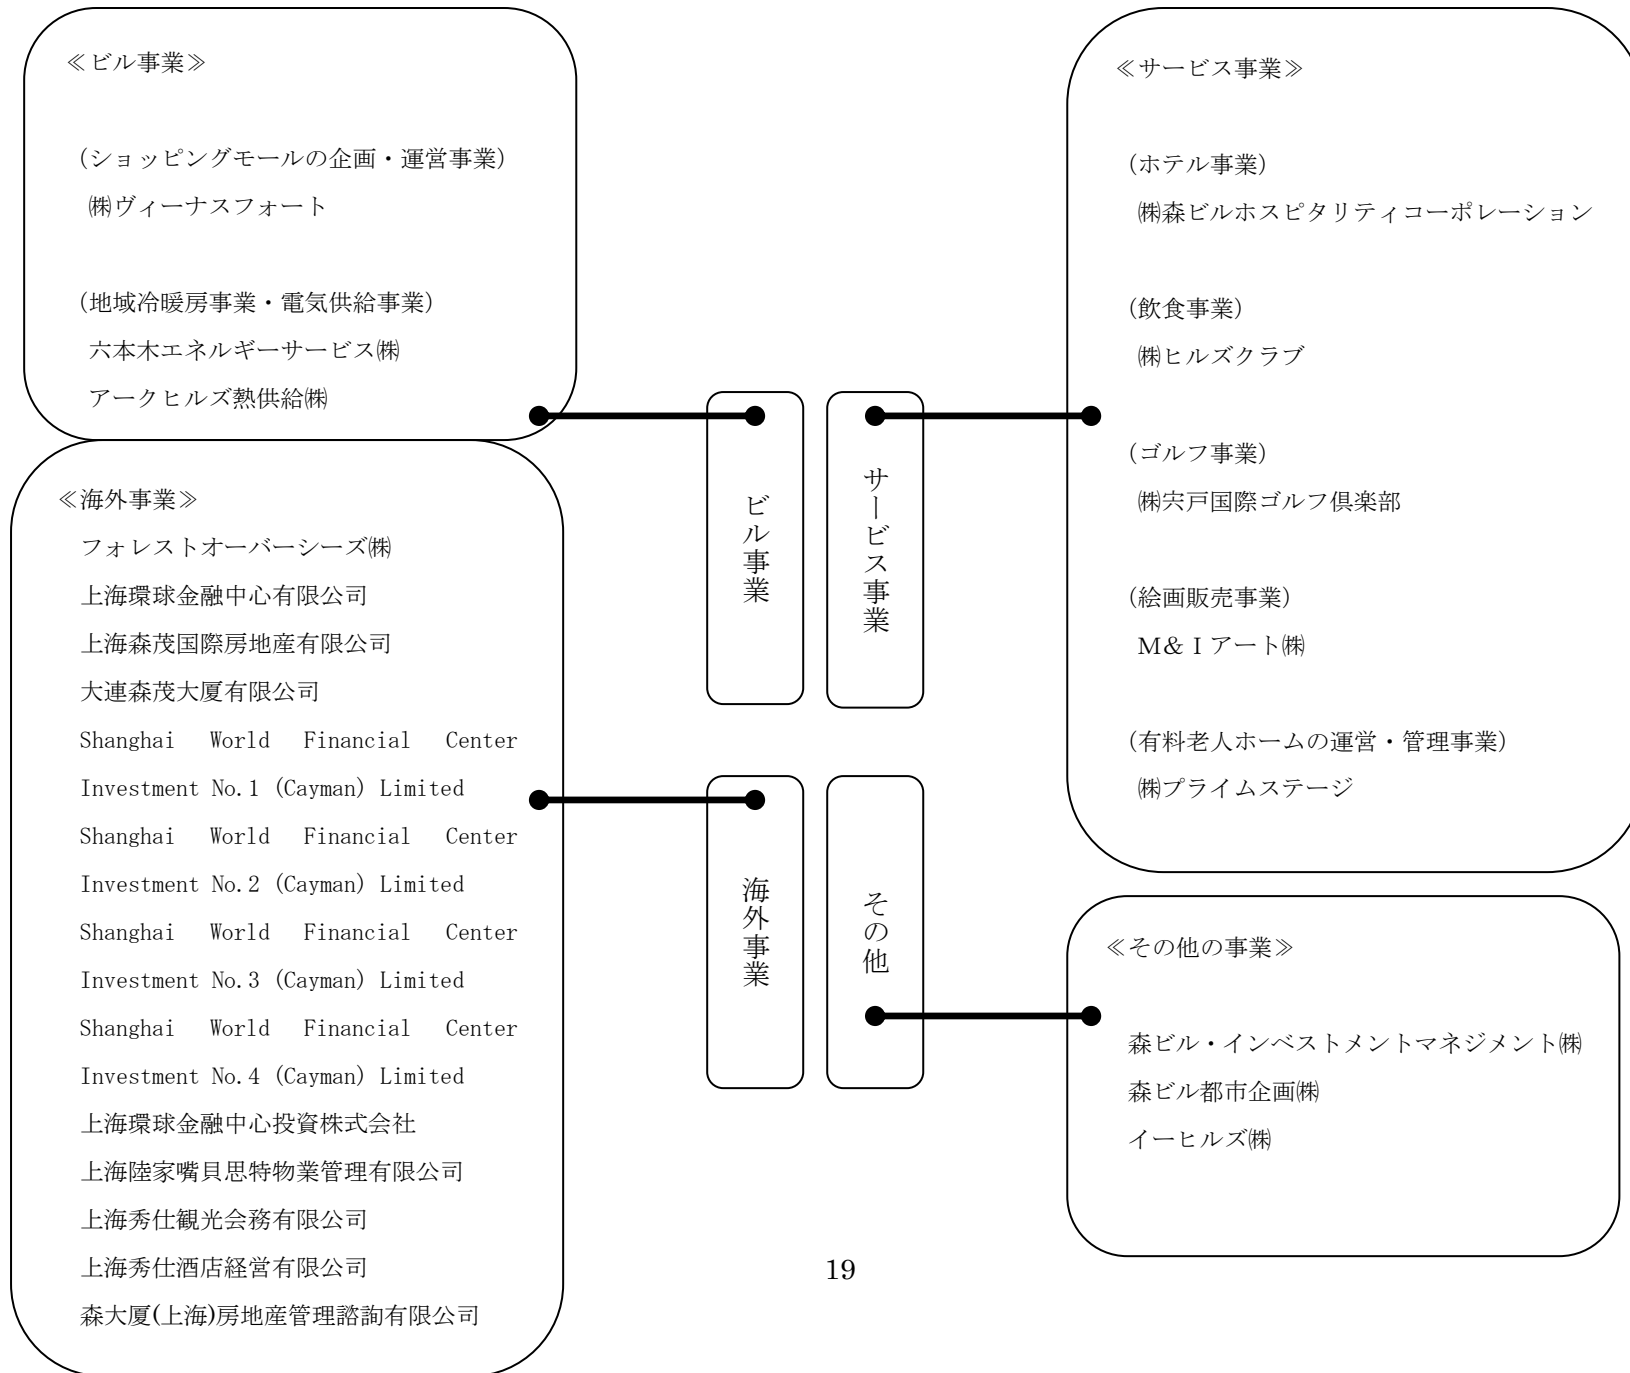 ≪ビル事業≫
（ショッピングモールの企画・運営事業）
㈱ヴィーナスフォート
（地域冷暖房事業・電気供給事業）
六本木エネルギーサービス㈱
アークヒルズ熱供給㈱
≪海外事業≫
フォレストオーバーシーズ㈱
上海環球金融中心有限公司
上海森茂国際房地産有限公司
大連森茂大厦有限公司
Shanghai World Financial Center
Investment No.1 (Cayman) Limited
Shanghai World Financial Center
Investment No.2 (Cayman) Limited
Shanghai World Financial Center
Investment No.3 (Cayman) Limited
Shanghai World Financial Center
Investment No.4 (Cayman) Limited
上海環球金融中心投資株式会社
上海陸家嘴貝思特物業管理有限公司
上海秀仕観光会務有限公司
上海秀仕酒店経営有限公司
森大厦(上海)房地産管理諮詢有限公司
ビル事業
サービス事業
海外事業
その他
≪サービス事業≫
（ホテル事業）
㈱森ビルホスピタリティコーポレーション
（飲食事業）
㈱ヒルズクラブ
（ゴルフ事業）
㈱宍戸国際ゴルフ倶楽部
（絵画販売事業）
Ｍ＆Ｉアート㈱
（有料老人ホームの運営・管理事業）
㈱プライムステージ
≪その他の事業≫
森ビル・インベストメントマネジメント㈱
森ビル都市企画㈱
イーヒルズ㈱
19